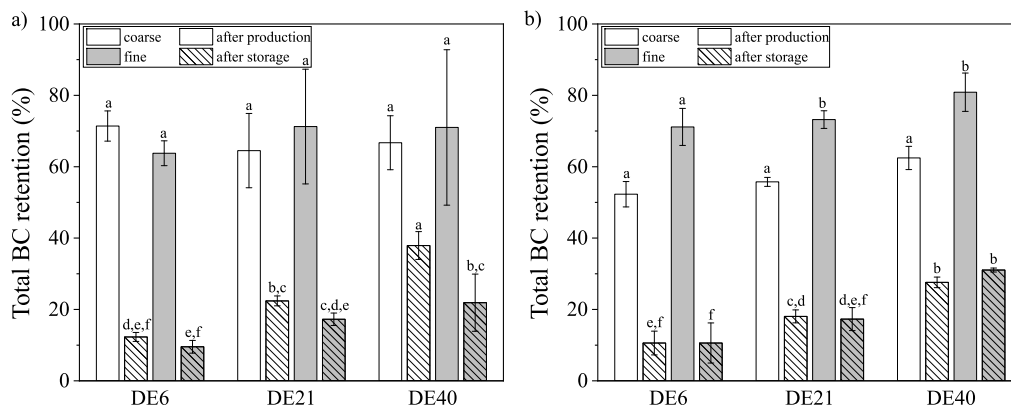 a)
Total BC retention (%)
100
80
60
40
20
0
coarse
after production
fine
after storage
a
a
a
a
a
a
d,e,f
e,f
b,c
c,d,e
a
b,c
DE6
DE21
DE40
b)
Total BC retention (%)
100
80
60
40
20
0
coarse
after production
fine
after storage
a
a
a
b
a
b
e,f
f
c,d
d,e,f
b
b
DE6
DE21
DE40